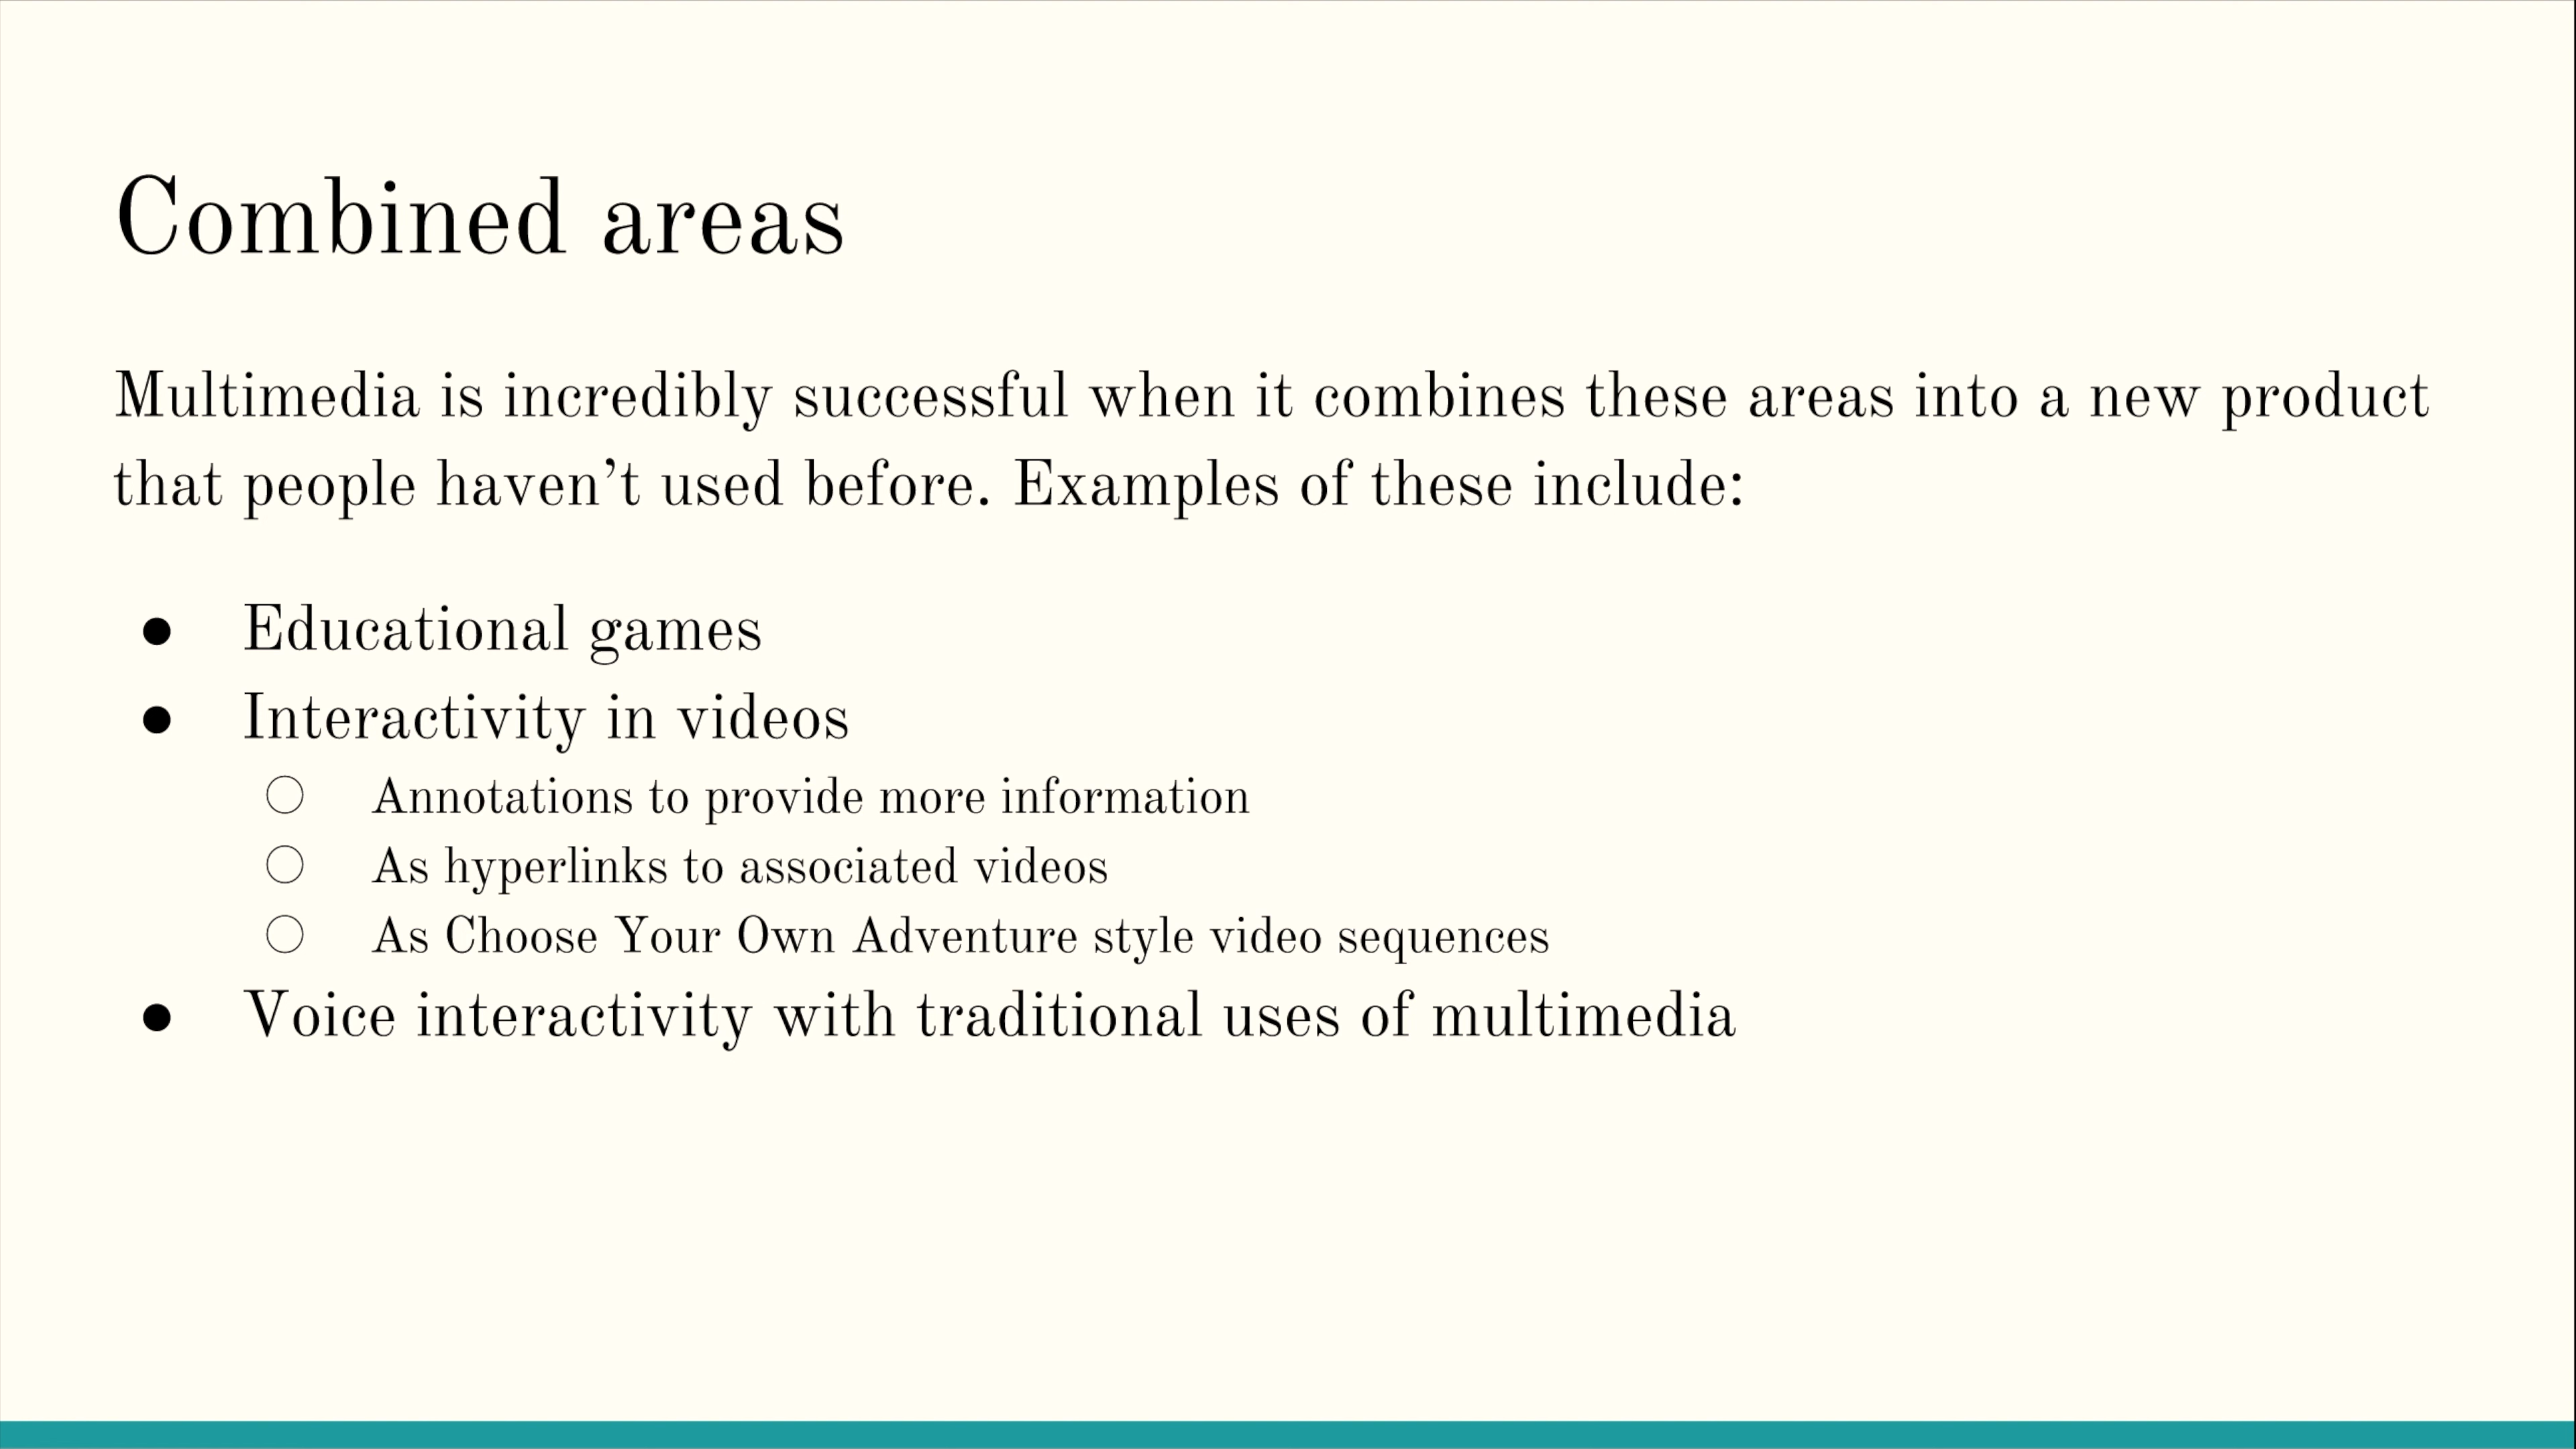 Combined areas
Multimedia is incredibly successful when it combines these areas into a new product
that people haven’t used before. Examples of these include:
● Educational games
● Interactivity in videos
○ Annotations to provide more information
○ As hyperlinks to associated videos
○ As Choose Your Own Adventure style video sequences
● Voice interactivity with traditional uses of multimedia